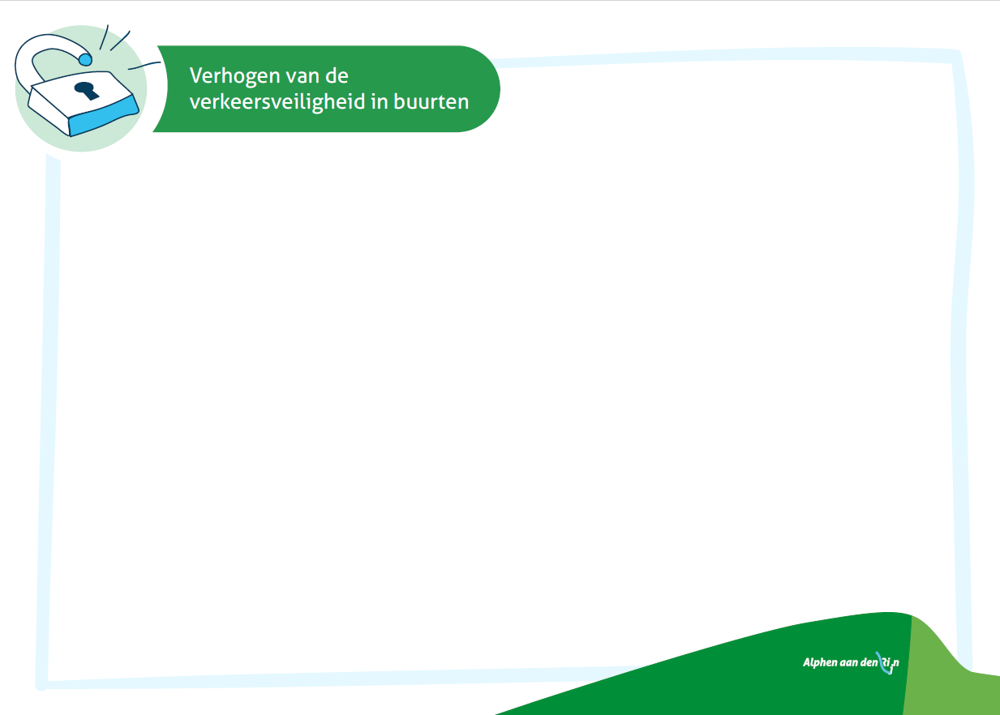 Verhogen van de
verkeersveiligheid in buurten
Alphen aan den Rijn